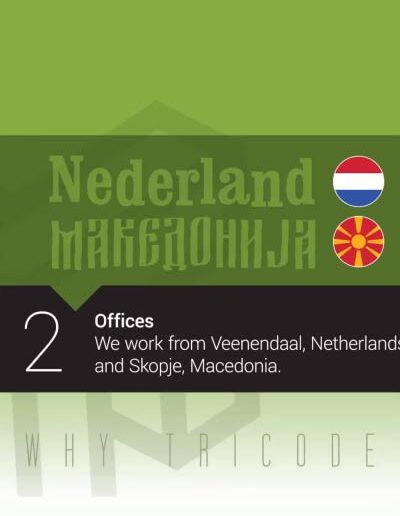 Nederland
МАКЕДОНИЈА
2
Offices
We work from Veenendaal, Netherlands
and Skopje, Macedonia.
WHY TRICODE